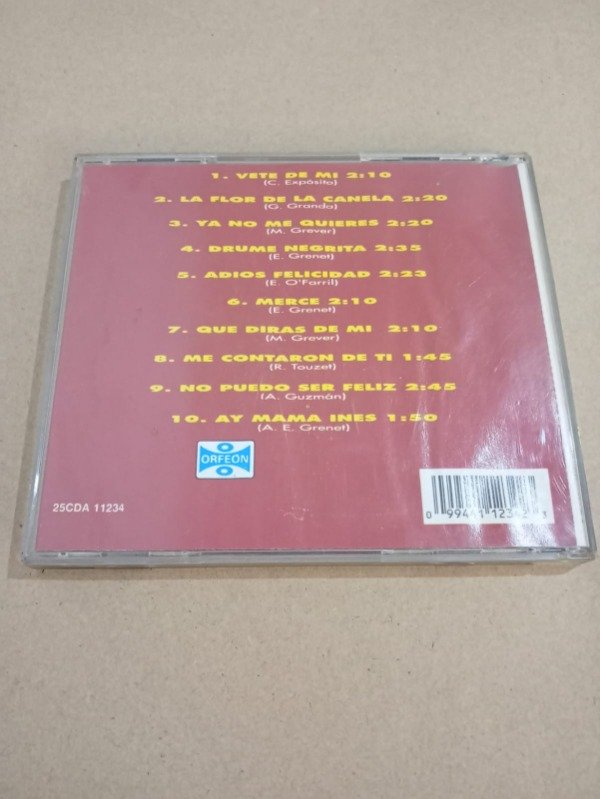 1. VETE DE MI 2:10
(C. Expósito)
2. LA FLOR DE LA CANELA 2:20
(G. Granda)
3. YA NO ME QUIERES 2:20
(M. Grever)
4. DRUME NEGRITA 2:35
(E. Grenet)
5. ADIOS FELICIDAD 2:23
(E. O'Farril)
6. MERCE 2:10
(E. Grenet)
7. QUE DIRAS DE MI 2:10
(M. Grever)
8. ME CONTARON DE TI 1:45
(R. Touzet)
9. NO PUEDO SER FELIZ 2:45
(A. Guzmán)
10. AY MAMA INES 1:50
(A. E. Grenet)
ORFEÓN
25CDA 11234